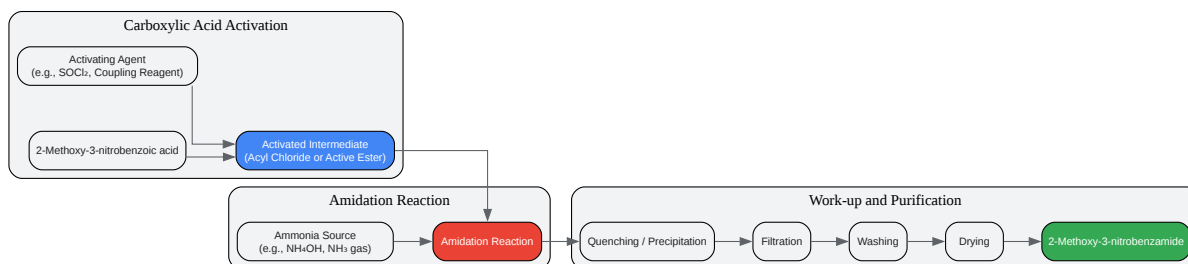 Carboxylic Acid Activation
Activating Agent
(e.g., SOCl₂, Coupling Reagent)
2-Methoxy-3-nitrobenzoic acid
Activated Intermediate
(Acyl Chloride or Active Ester)
Amidation Reaction
Ammonia Source
(e.g., NH₄OH, NH₃ gas)
Amidation Reaction
Work-up and Purification
Quenching / Precipitation
Filtration
Washing
Drying
2-Methoxy-3-nitrobenzamide